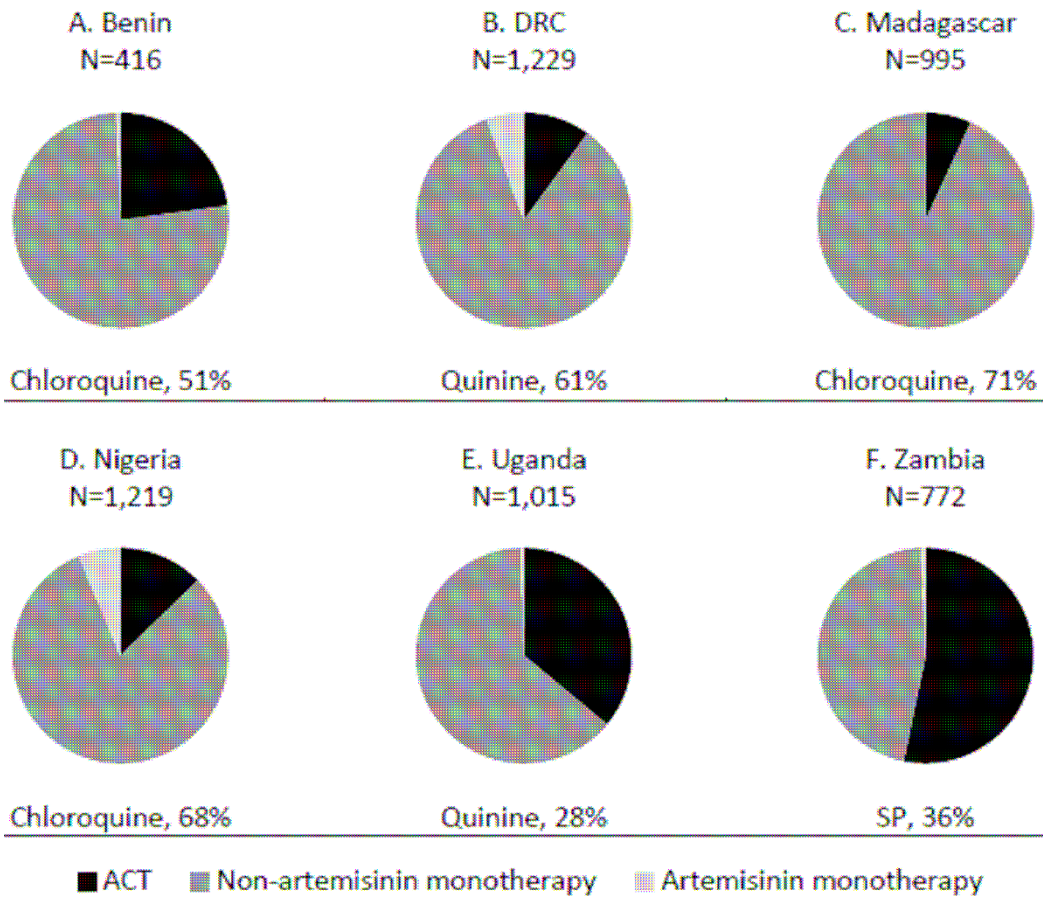 A. Benin
N=416
B. DRC
N=1,229
C. Madagascar
N=995
Chloroquine, 51%
Quinine, 61%
Chloroquine, 71%
D. Nigeria
N=1,219
E. Uganda
N=1,015
F. Zambia
N=772
Chloroquine, 68%
Quinine, 28%
SP, 36%
ACT
Non-artemisinin monotherapy
Artemisinin monotherapy